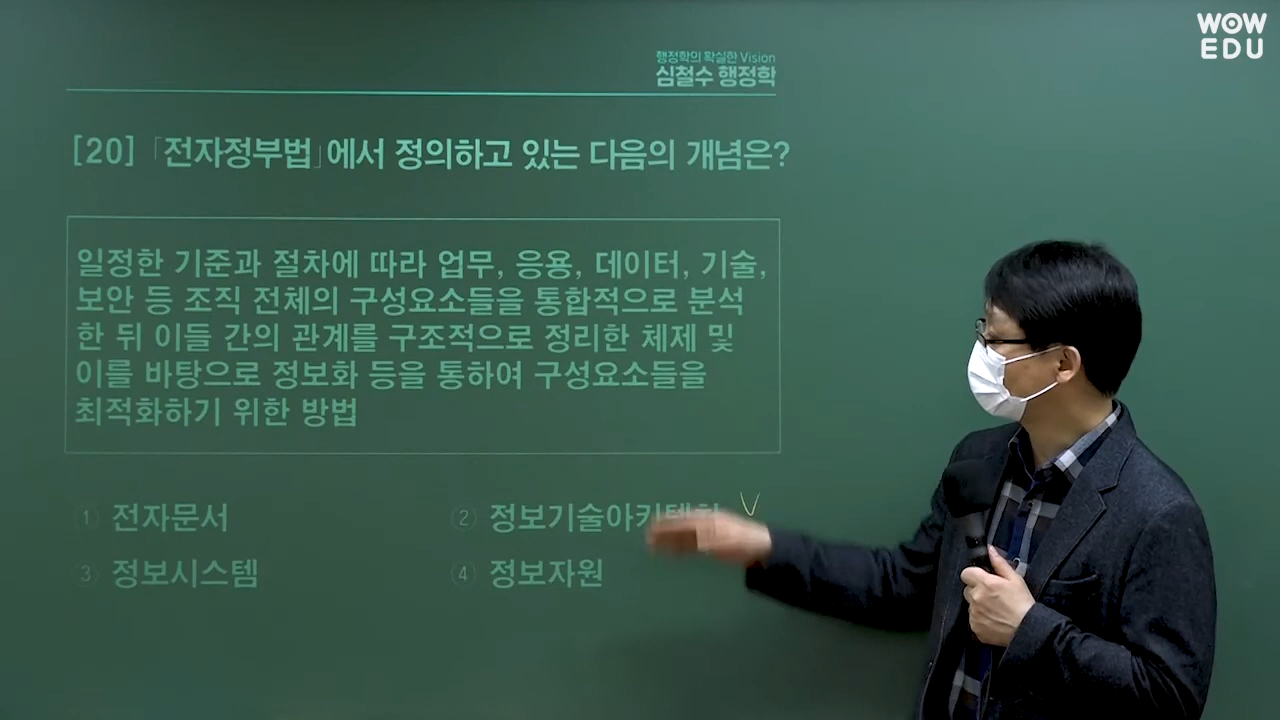 WOW
EDU
행정학의 확실한 Vision
심철수 행정학
[20] 「전자정부법」에서 정의하고 있는 다음의 개념은?
일정한 기준과 절차에 따라 업무, 응용, 데이터, 기술,
보안 등 조직 전체의 구성요소들을 통합적으로 분석
한 뒤 이들 간의 관계를 구조적으로 정리한 체제 및
이를 바탕으로 정보화 등을 통하여 구성요소들을
최적화하기 위한 방법
① 전자문서
② 정보기술아키텍처 V
③ 정보시스템
④ 정보자원